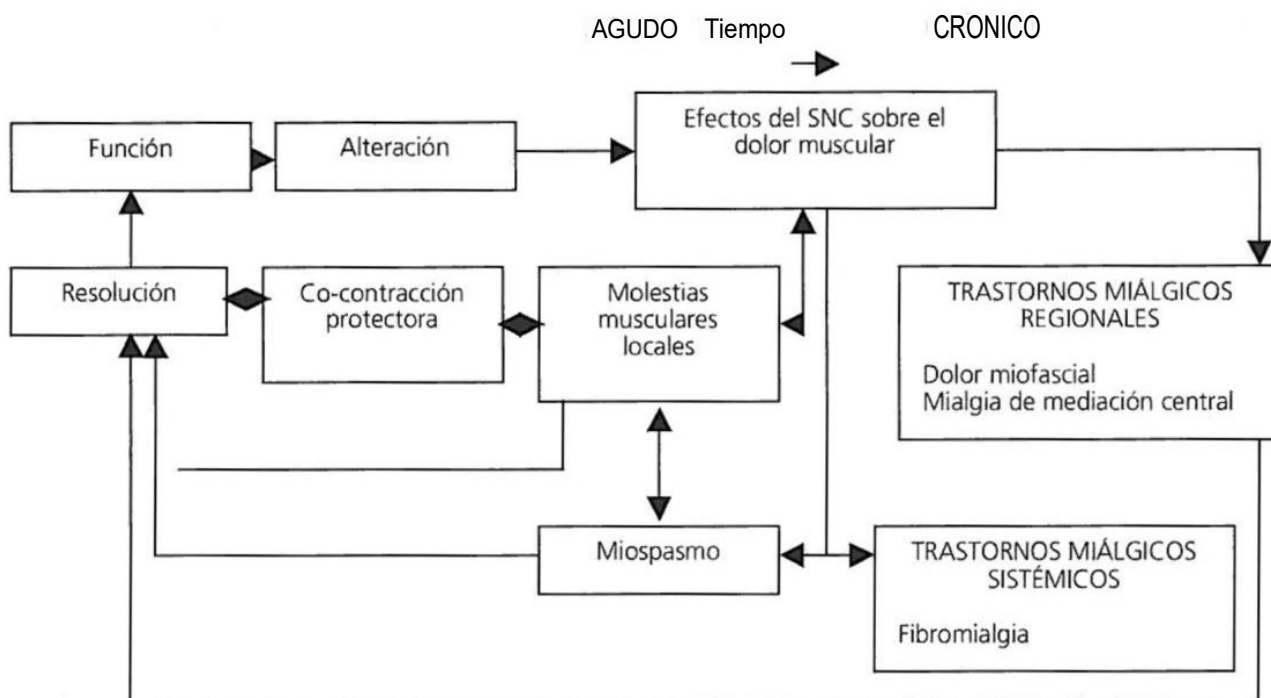 AGUDO Tiempo CRONICO
Función
Alteración
Efectos del SNC sobre el
dolor muscular
Resolución
Co-contracción
protectora
Molestias
musculares
locales
TRASTORNOS MIÁLGICOS
REGIONALES
Dolor miofascial
Mialgia de mediación central
Miospasmo
TRASTORNOS MIÁLGICOS
SISTÉMICOS
Fibromialgia